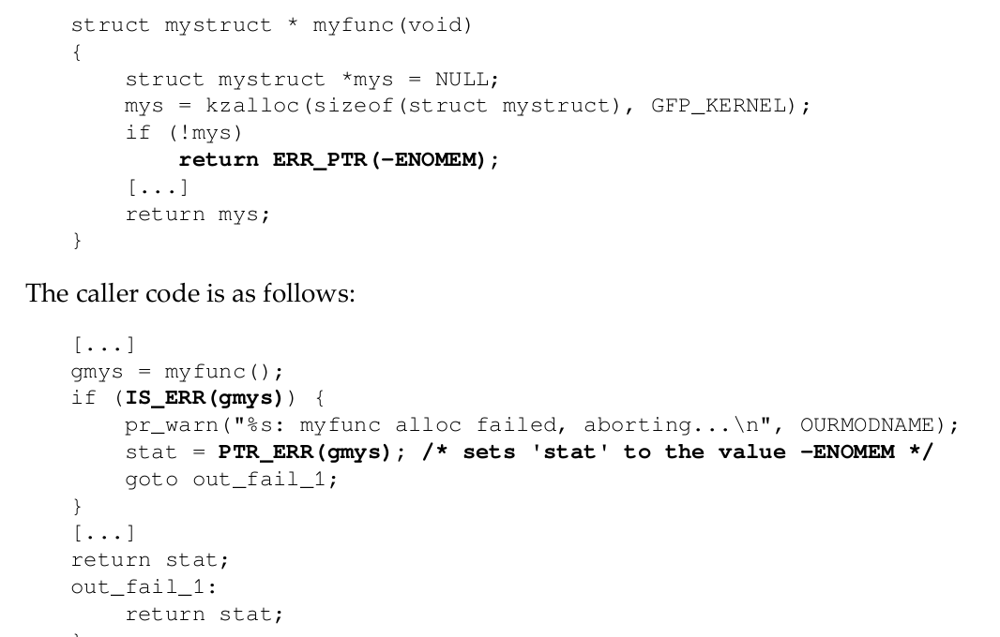 struct mystruct * myfunc(void)
{
    struct mystruct *mys = NULL;
    mys = kzalloc(sizeof(struct mystruct), GFP_KERNEL);
    if (!mys)
        return ERR_PTR(-ENOMEM);
    [...]
    return mys;
}
The caller code is as follows:
[...]
gmys = myfunc();
if (IS_ERR(gmys)) {
    pr_warn("%s: myfunc alloc failed, aborting...\n", OURMODNAME);
    stat = PTR_ERR(gmys); /* sets 'stat' to the value -ENOMEM */
    goto out_fail_1;
}
[...]
return stat;
out_fail_1:
    return stat;
}